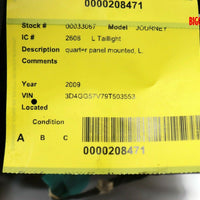 0000208471
Stock # 00033067 Model JOURNEY
IC # 2608 L Taillight
Description quarter panel mounted, L.
Comments
Year 2009
VIN 3D4GG57V79T503553
Located
Condition
A B C
0000208471